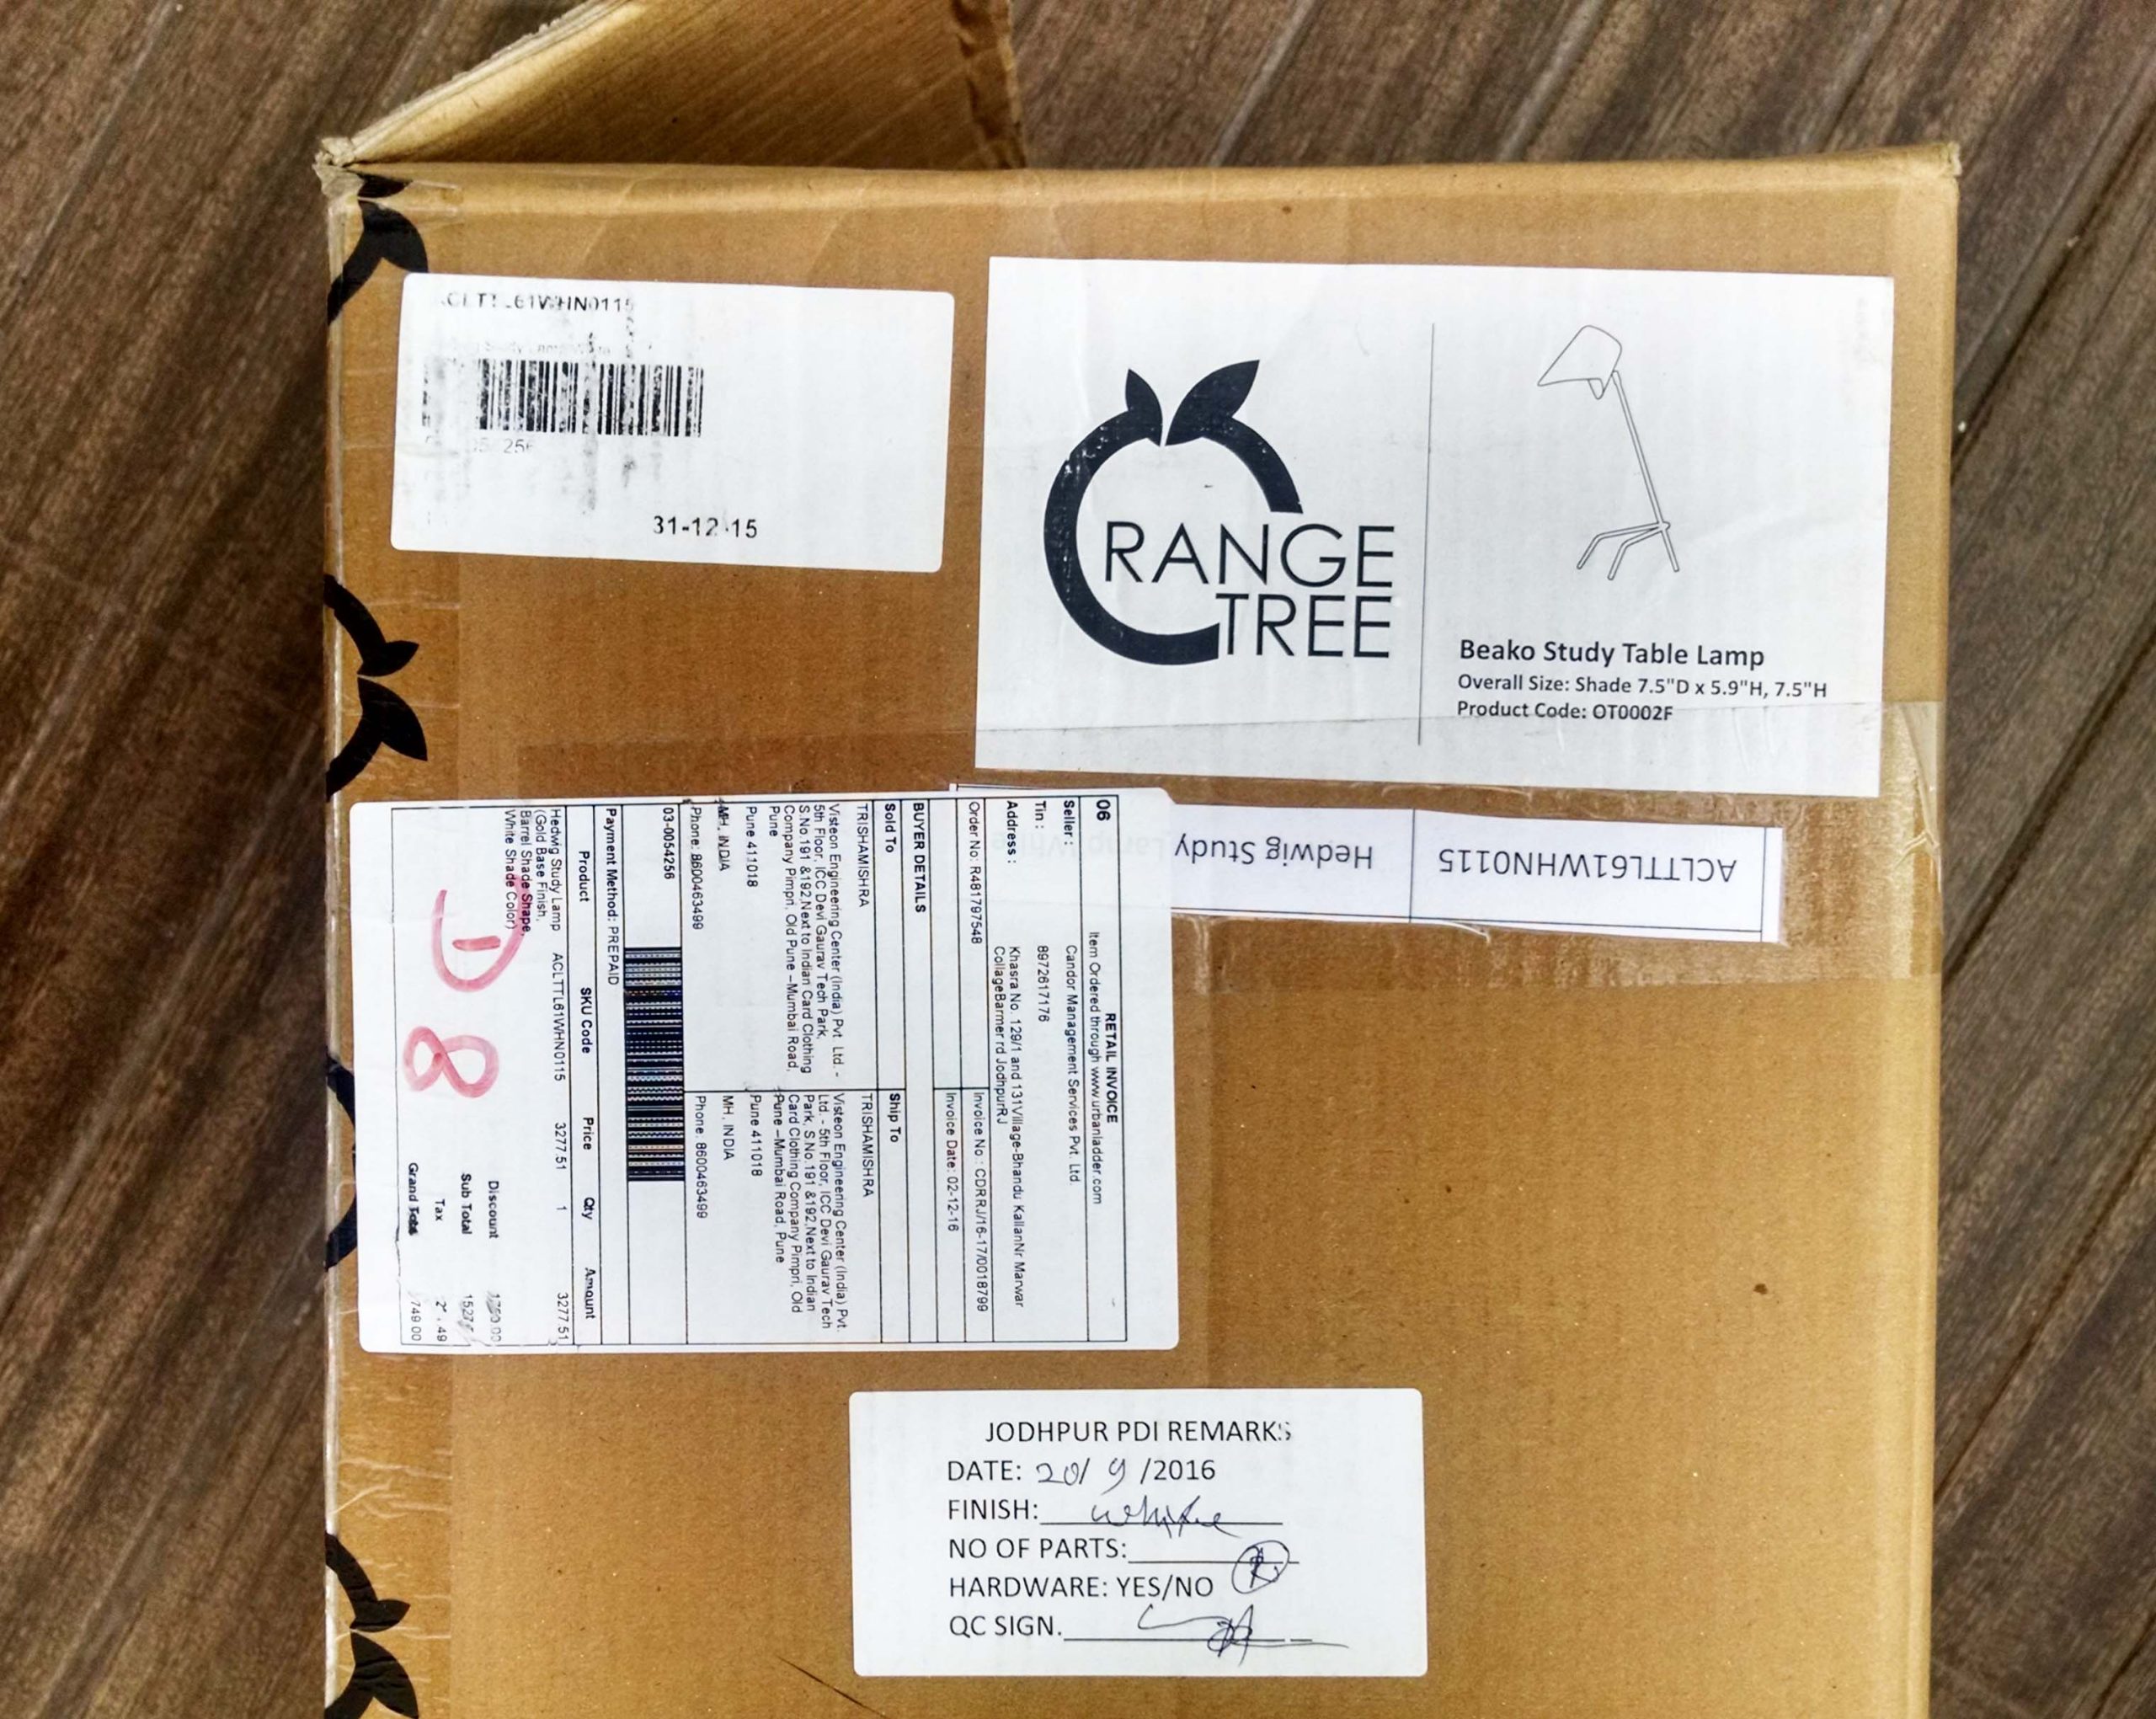 31-12-15
RANGE
TREE
Beako Study Table Lamp
Overall Size: Shade 7.5"D x 5.9"H, 7.5"H
Product Code: OT0002F
ACLTTL61WHN0115
Hedwig Study
06
RETAIL INVOICE
Item Ordered through www.urbanladder.com
Seller : Candor Management Services Pvt. Ltd.
Tin : 8972617176
Address : Khasra No. 129/1 and 131Village-Bhandu KallanNr Marwar
CollageBarmer rd JodhpurRJ
Order No: R481797548 Invoice No : CDRRJ/16-17/0018799
Invoice Date: 02-12-16
BUYER DETAILS
Sold To Ship To
TRISHAMISHRA TRISHAMISHRA
Visteon Engineering Center (India) Pvt. Ltd. -
5th Floor, ICC Devi Gaurav Tech Park,
S.No.191 &192,Next to Indian Card Clothing
Company Pimpri, Old Pune –Mumbai Road,
Pune
Pune 411018
MH, INDIA
Phone: 8600463499
Visteon Engineering Center (India) Pvt.
Ltd. - 5th Floor, ICC Devi Gaurav Tech
Park, S.No.191 &192,Next to Indian
Card Clothing Company Pimpri, Old
Pune –Mumbai Road, Pune
Pune 411018
MH, INDIA
Phone: 8600463499
03-0054256
Payment Method: PREPAID
Product SKU Code Price Qty Amount
Hedwig Study Lamp ACLTTL61WHN0115 3277.51 1 3277.51
(Gold Base Finish,
Barrel Shade Shape,
White Shade Color)
Discount
Sub Total
Tax
Grand
D 8
JODHPUR PDI REMARKS
DATE: 20/ 9 /2016
FINISH: white
NO OF PARTS:
HARDWARE: YES/NO
QC SIGN.